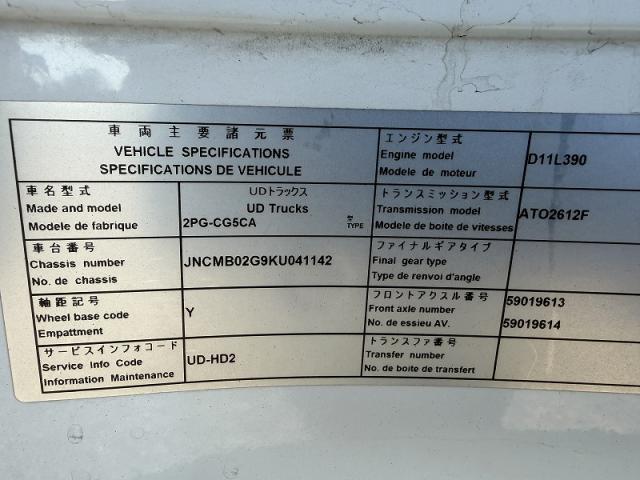 車両主要諸元票
VEHICLE SPECIFICATIONS
SPECIFICATIONS DE VEHICULE
車名型式
Made and model
Modele de fabrique
UDトラックス
UD Trucks
2PG-CG5CA
型
TYPE
車台番号
Chassis number
No. de chassis
JNCMB02G9KU041142
軸距記号
Wheel base code
Empattment
Y
サービスインフォコード
Service Info Code
Information Maintenance
UD-HD2
エンジン型式
Engine model
Modele de moteur
D11L390
トランスミッション型式
Transmission model
Modele de boite de vitesses
ATO2612F
ファイナルギアタイプ
Final gear type
Type de renvoi d'angle
フロントアクスル番号
Front axle number
No. de essieu AV.
59019613
59019614
トランスファ番号
Transfer number
No. de boite de transfert